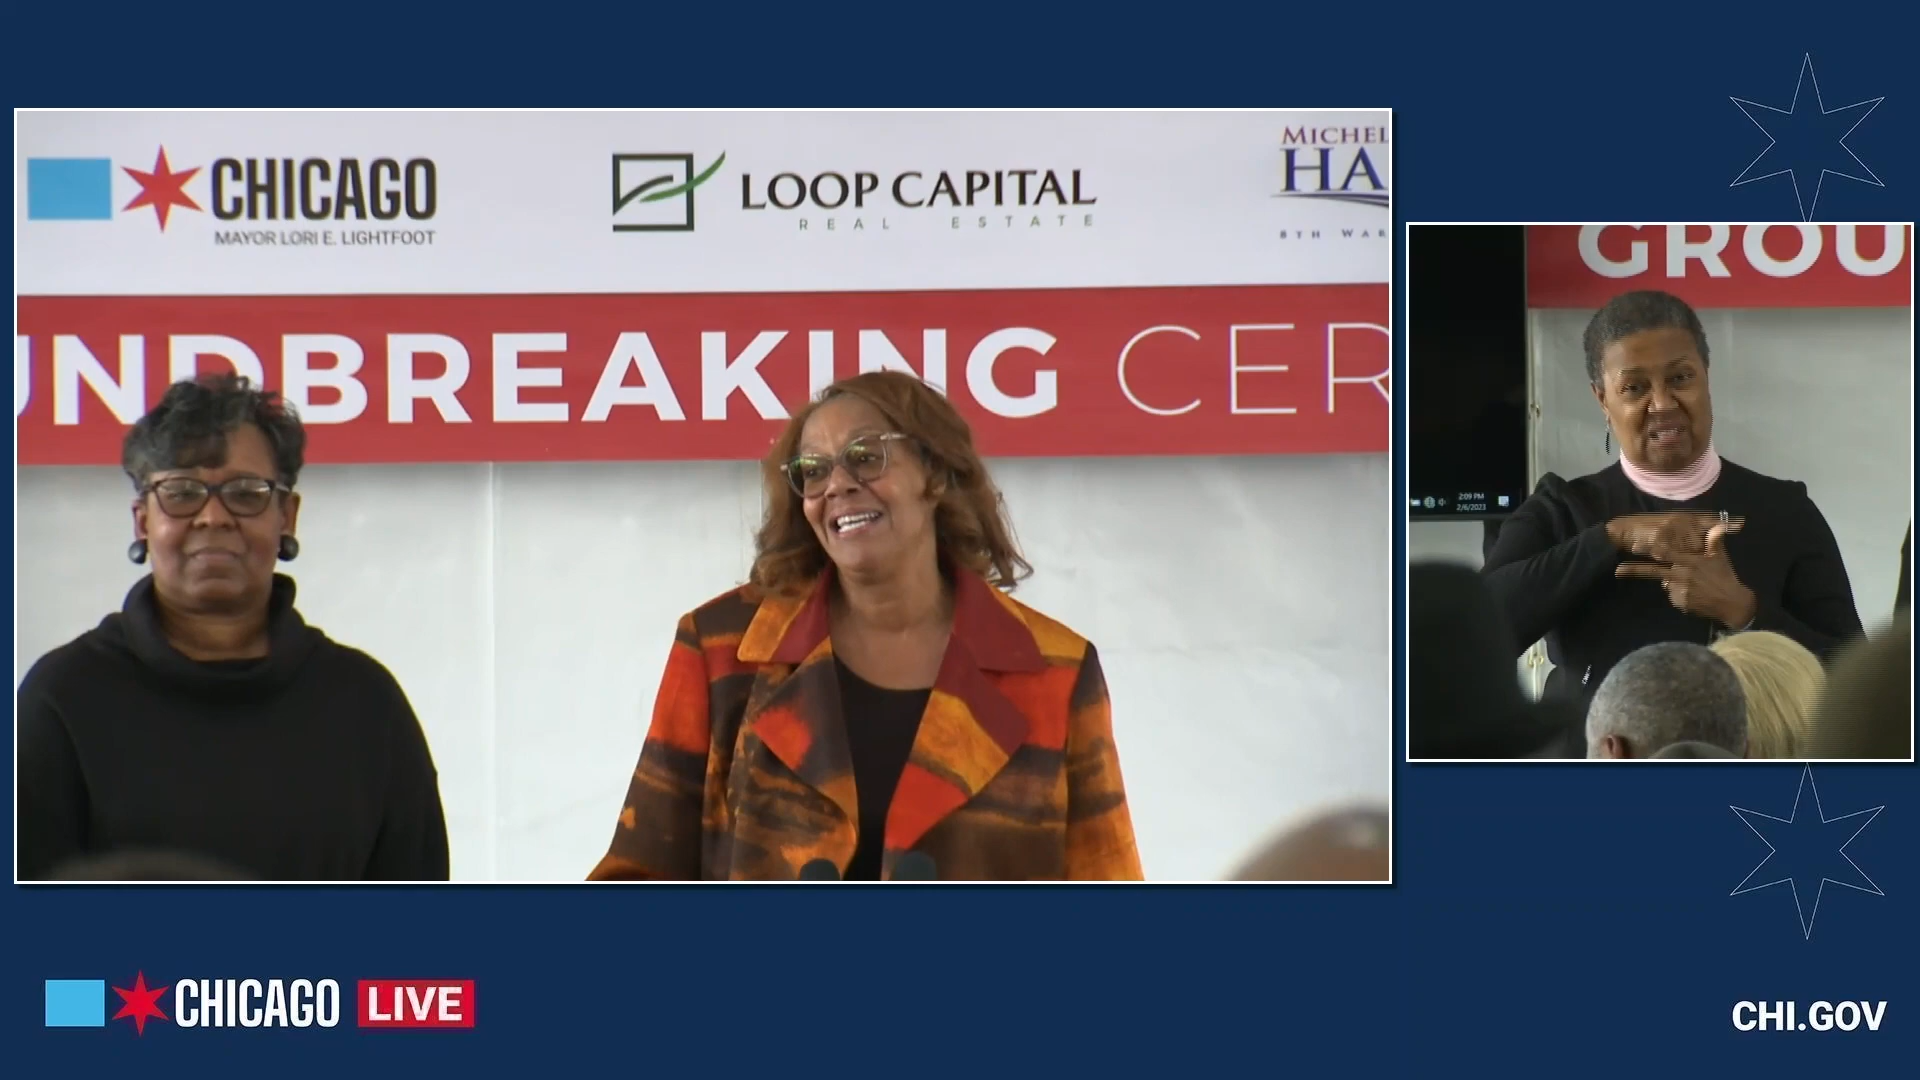 CHICAGO
MAYOR LORI E. LIGHTFOOT
LOOP CAPITAL
REAL ESTATE
MICHEL
HA
8TH WAR
UNDBREAKING CER
GROU
2:09 PM
2/6/2023
CHICAGO LIVE
CHI.GOV